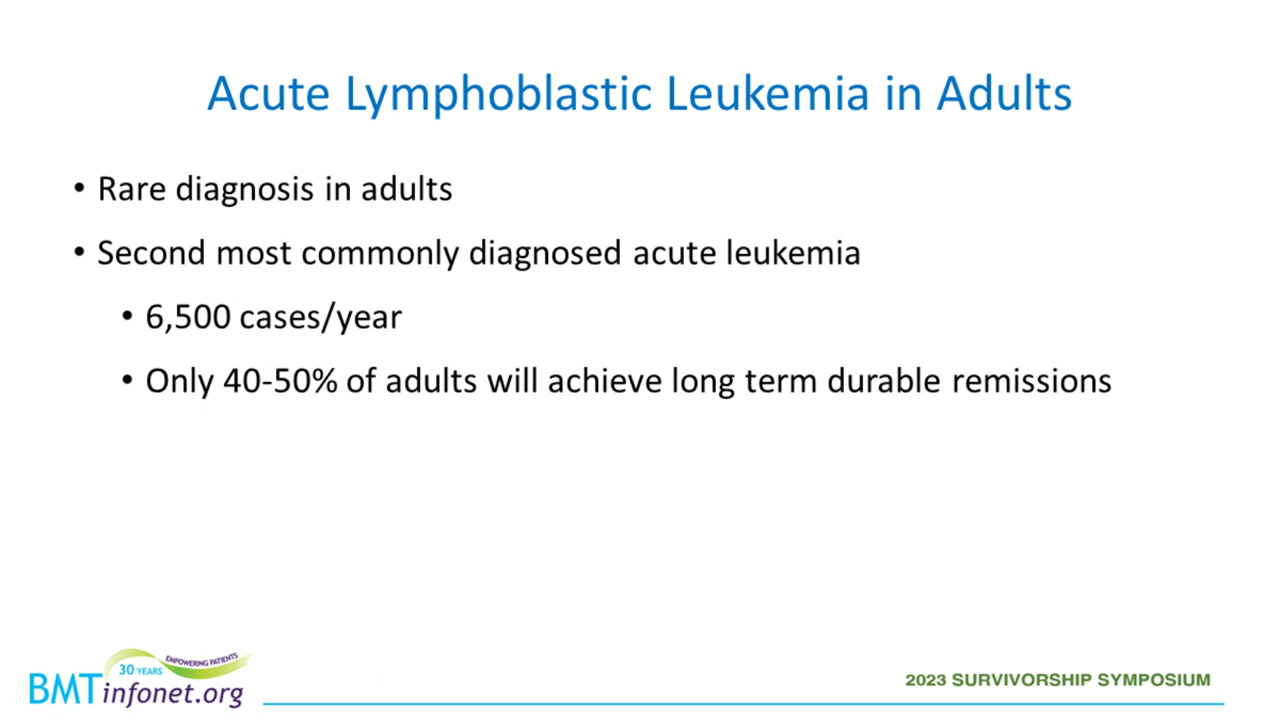 Acute Lymphoblastic Leukemia in Adults
• Rare diagnosis in adults
• Second most commonly diagnosed acute leukemia
• 6,500 cases/year
• Only 40-50% of adults will achieve long term durable remissions
30 YEARS EMPOWERING PATIENTS
BMTinfonet.org
2023 SURVIVORSHIP SYMPOSIUM